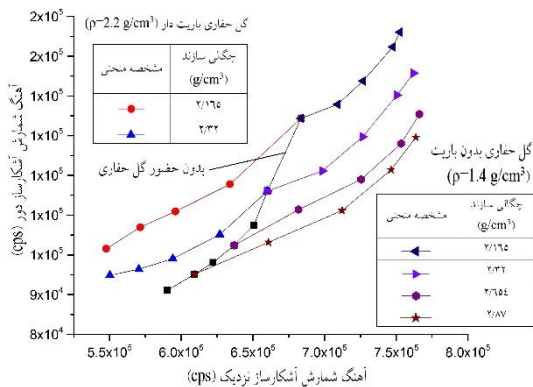 گل حفاری باریت دار (ρ=2.2 g/cm³)
مشخصه منحنی
چگالی سازند
(g/cm³)
۲/۱٦٥
۲/۳۲
بدون حضور گل حفاری
گل حفاری بدون باریت
(ρ=1.4 g/cm³)
مشخصه منحنی
چگالی سازند
(g/cm³)
۲/۱٦٥
۲/۳۲
۲/٦٥٤
۲/۸۷
آهنگ شمارش آشکارساز دور (cps)
2x10⁵
2x10⁵
1x10⁵
1x10⁵
1x10⁵
1x10⁵
1x10⁵
9x10⁴
8x10⁴
5.5x10⁵ 6.0x10⁵ 6.5x10⁵ 7.0x10⁵ 7.5x10⁵ 8.0x10⁵
آهنگ شمارش آشکارساز نزدیک (cps)